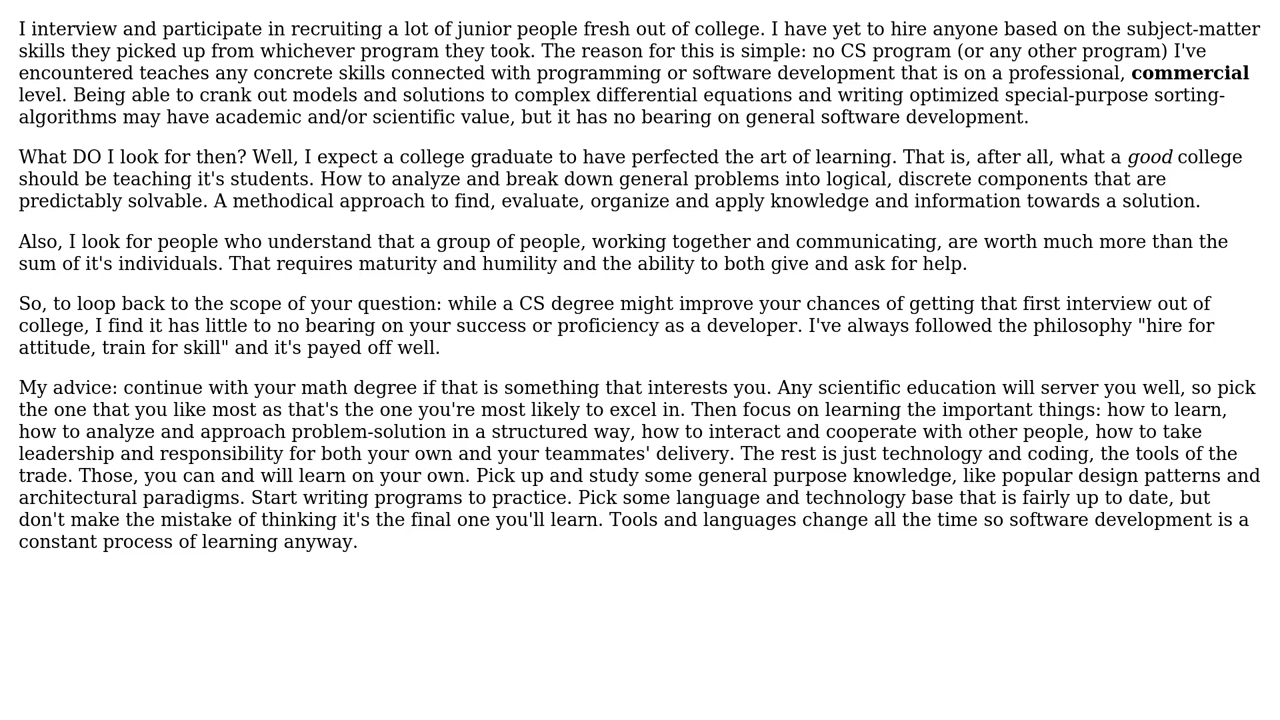 I interview and participate in recruiting a lot of junior people fresh out of college. I have yet to hire anyone based on the subject-matter
skills they picked up from whichever program they took. The reason for this is simple: no CS program (or any other program) I've
encountered teaches any concrete skills connected with programming or software development that is on a professional, commercial
level. Being able to crank out models and solutions to complex differential equations and writing optimized special-purpose sorting-
algorithms may have academic and/or scientific value, but it has no bearing on general software development.
What DO I look for then? Well, I expect a college graduate to have perfected the art of learning. That is, after all, what a good college
should be teaching it's students. How to analyze and break down general problems into logical, discrete components that are
predictably solvable. A methodical approach to find, evaluate, organize and apply knowledge and information towards a solution.
Also, I look for people who understand that a group of people, working together and communicating, are worth much more than the
sum of it's individuals. That requires maturity and humility and the ability to both give and ask for help.
So, to loop back to the scope of your question: while a CS degree might improve your chances of getting that first interview out of
college, I find it has little to no bearing on your success or proficiency as a developer. I've always followed the philosophy "hire for
attitude, train for skill" and it's payed off well.
My advice: continue with your math degree if that is something that interests you. Any scientific education will server you well, so pick
the one that you like most as that's the one you're most likely to excel in. Then focus on learning the important things: how to learn,
how to analyze and approach problem-solution in a structured way, how to interact and cooperate with other people, how to take
leadership and responsibility for both your own and your teammates' delivery. The rest is just technology and coding, the tools of the
trade. Those, you can and will learn on your own. Pick up and study some general purpose knowledge, like popular design patterns and
architectural paradigms. Start writing programs to practice. Pick some language and technology base that is fairly up to date, but
don't make the mistake of thinking it's the final one you'll learn. Tools and languages change all the time so software development is a
constant process of learning anyway.